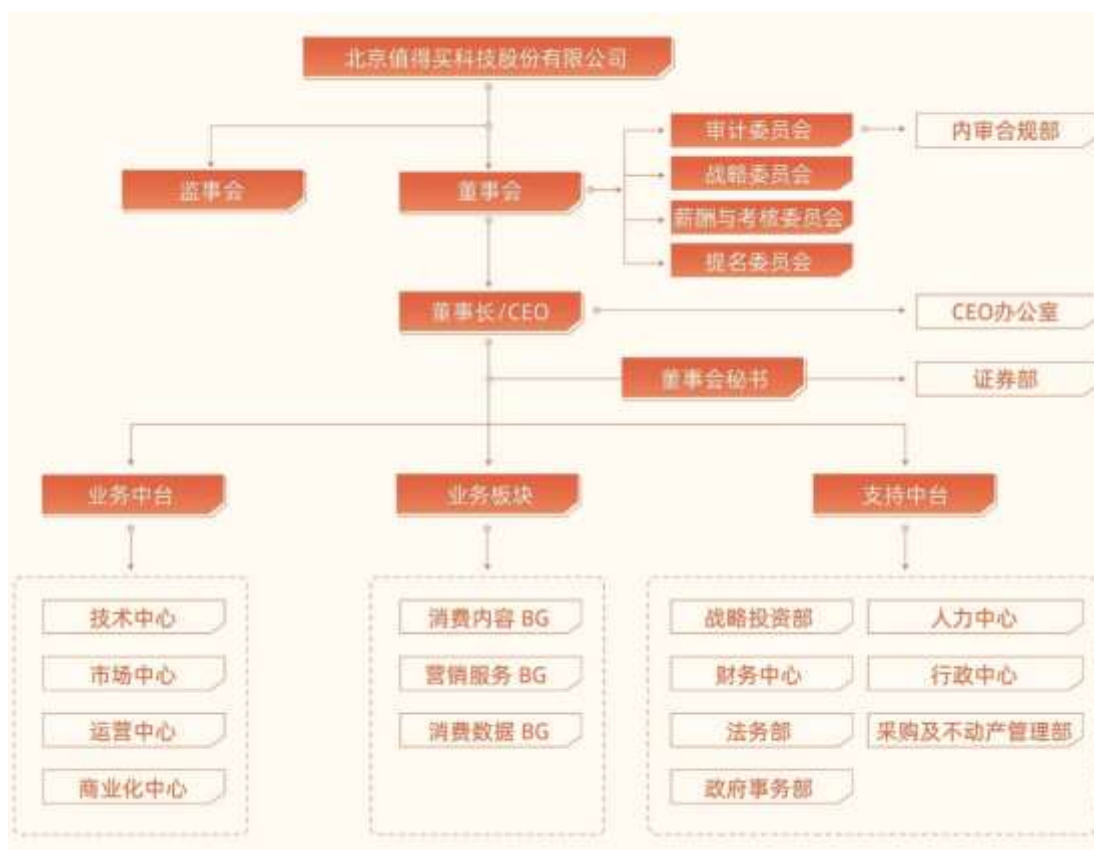 北京值得买科技股份有限公司
审计委员会
内审合规部
监事会
董事会
战略委员会
薪酬与考核委员会
提名委员会
董事长/CEO
CEO办公室
董事会秘书
证券部
业务中台
业务板块
支持中台
技术中心
市场中心
运营中心
商业化中心
消费内容 BG
营销服务 BG
消费数据 BG
战略投资部
人力中心
财务中心
行政中心
法务部
采购及不动产管理部
政府事务部